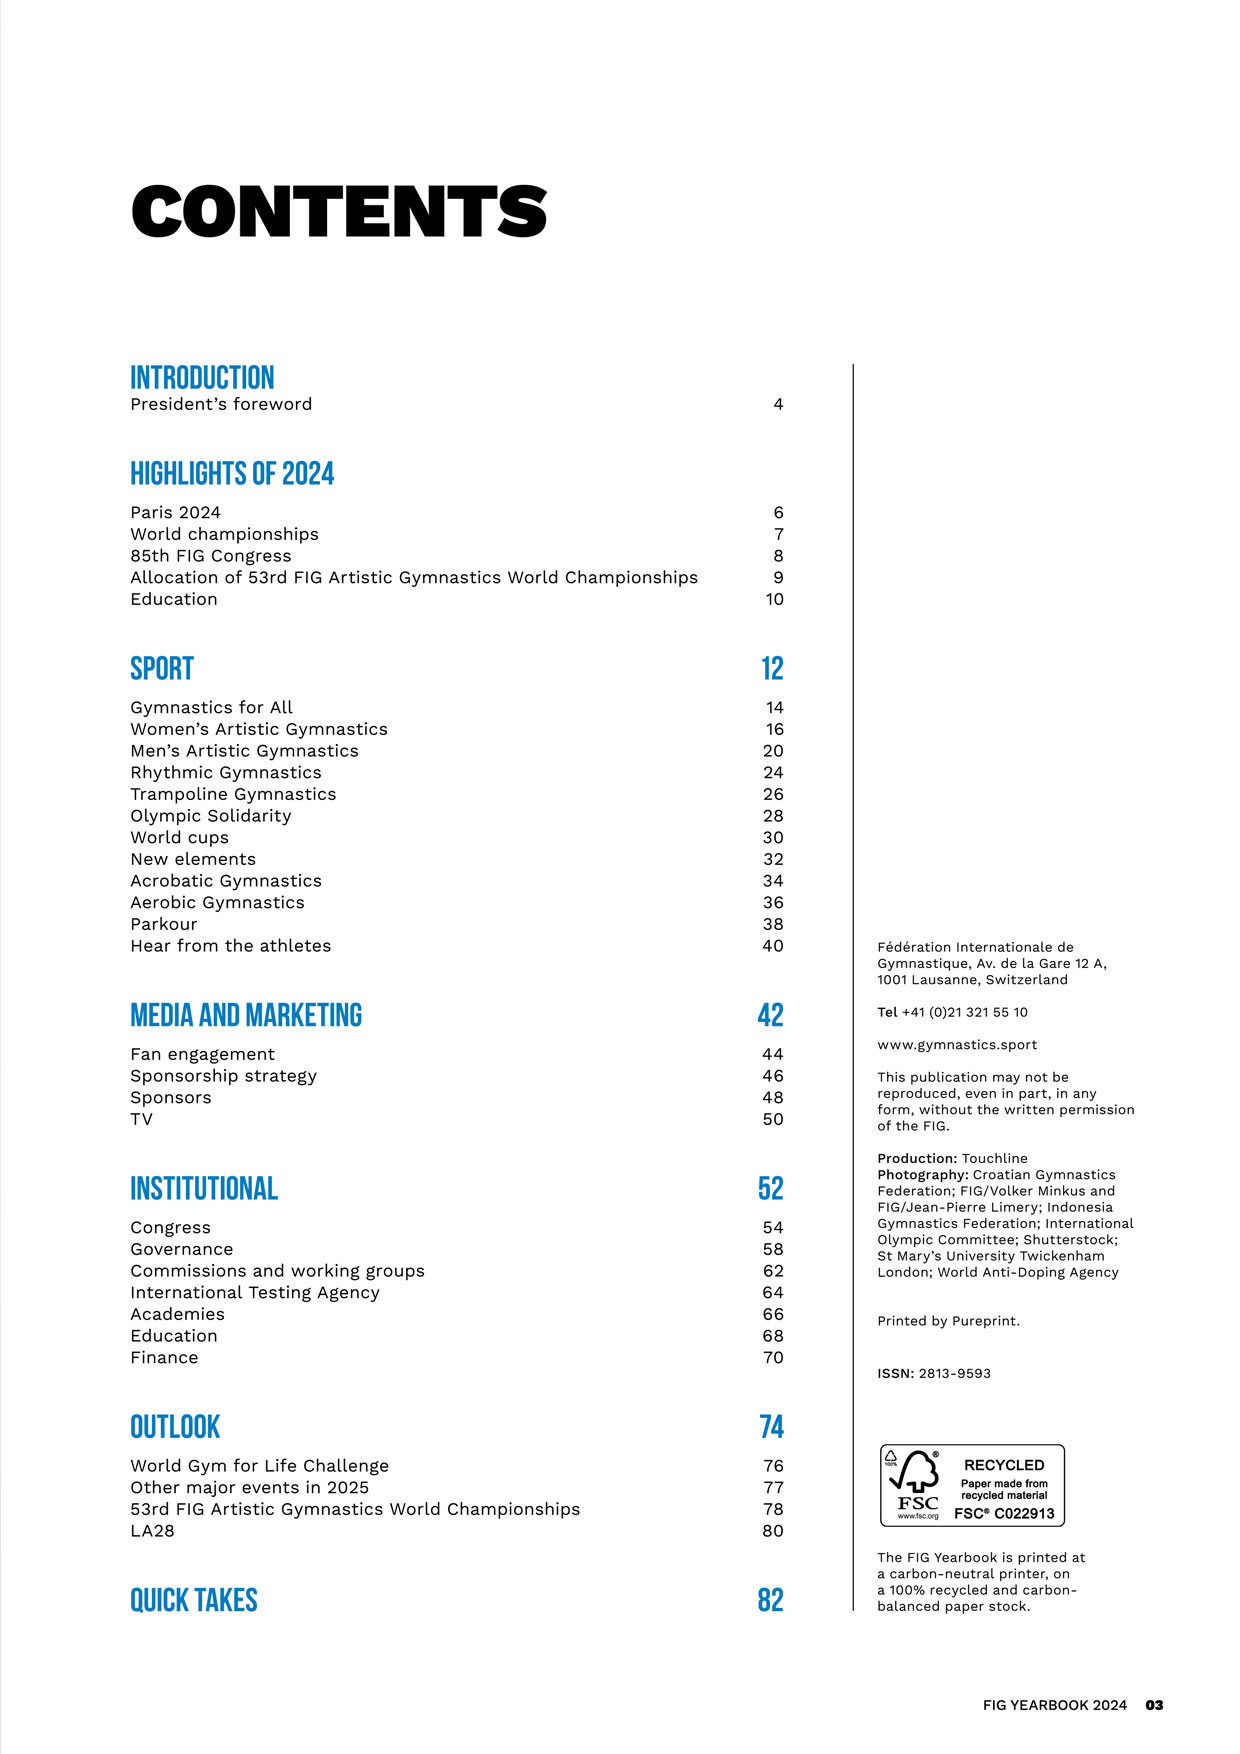 CONTENTS
INTRODUCTION
President’s foreword 4
HIGHLIGHTS OF 2024
Paris 2024 6
World championships 7
85th FIG Congress 8
Allocation of 53rd FIG Artistic Gymnastics World Championships 9
Education 10
SPORT 12
Gymnastics for All 14
Women’s Artistic Gymnastics 16
Men’s Artistic Gymnastics 20
Rhythmic Gymnastics 24
Trampoline Gymnastics 26
Olympic Solidarity 28
World cups 30
New elements 32
Acrobatic Gymnastics 34
Aerobic Gymnastics 36
Parkour 38
Hear from the athletes 40
MEDIA AND MARKETING 42
Fan engagement 44
Sponsorship strategy 46
Sponsors 48
TV 50
INSTITUTIONAL 52
Congress 54
Governance 58
Commissions and working groups 62
International Testing Agency 64
Academies 66
Education 68
Finance 70
OUTLOOK 74
World Gym for Life Challenge 76
Other major events in 2025 77
53rd FIG Artistic Gymnastics World Championships 78
LA28 80
QUICK TAKES 82
Fédération Internationale de
Gymnastique, Av. de la Gare 12 A,
1001 Lausanne, Switzerland
Tel +41 (0)21 321 55 10
www.gymnastics.sport
This publication may not be
reproduced, even in part, in any
form, without the written permission
of the FIG.
Production: Touchline
Photography: Croatian Gymnastics
Federation; FIG/Volker Minkus and
FIG/Jean-Pierre Limery; Indonesia
Gymnastics Federation; International
Olympic Committee; Shutterstock;
St Mary’s University Twickenham
London; World Anti-Doping Agency
Printed by Pureprint.
ISSN: 2813-9593
100%
®
FSC
www.fsc.org
RECYCLED
Paper made from
recycled material
FSC® C022913
The FIG Yearbook is printed at
a carbon-neutral printer, on
a 100% recycled and carbon-
balanced paper stock.
FIG YEARBOOK 2024 03